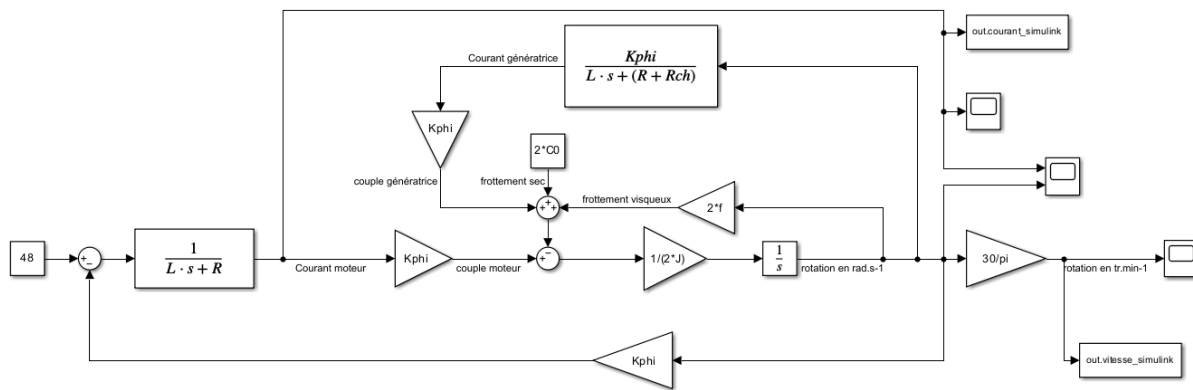 out.courant_simulink
Courant génératrice
Kphi
L · s + (R + Rch)
Kphi
2*C0
couple génératrice
frottement sec
frottement visqueux
2*f
48
1
L · s + R
Courant moteur
Kphi
couple moteur
1/(2*J)
1
s
rotation en rad.s-1
30/pi
rotation en tr.min-1
Kphi
out.vitesse_simulink